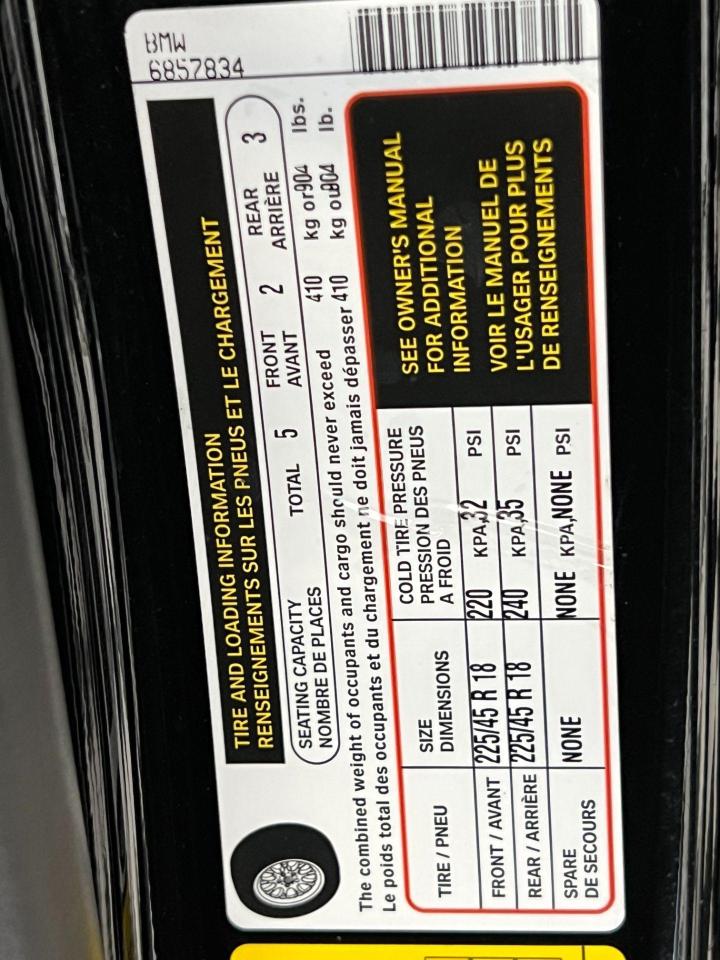 BMW
6857834
TIRE AND LOADING INFORMATION
RENSEIGNEMENTS SUR LES PNEUS ET LE CHARGEMENT
SEATING CAPACITY TOTAL 5 FRONT 2 REAR 3
NOMBRE DE PLACES AVANT ARRIÈRE
The combined weight of occupants and cargo should never exceed 410 kg or 904 lbs.
Le poids total des occupants et du chargement ne doit jamais dépasser 410 kg ou 804 lb.
TIRE / PNEU SIZE DIMENSIONS COLD TIRE PRESSURE PRESSION DES PNEUS A FROID
FRONT / AVANT 225/45 R 18 220 KPA,32 PSI
REAR / ARRIÈRE 225/45 R 18 240 KPA,35 PSI
SPARE DE SECOURS NONE NONE KPA,NONE PSI
SEE OWNER'S MANUAL
FOR ADDITIONAL
INFORMATION
VOIR LE MANUEL DE
L'USAGER POUR PLUS
DE RENSEIGNEMENTS